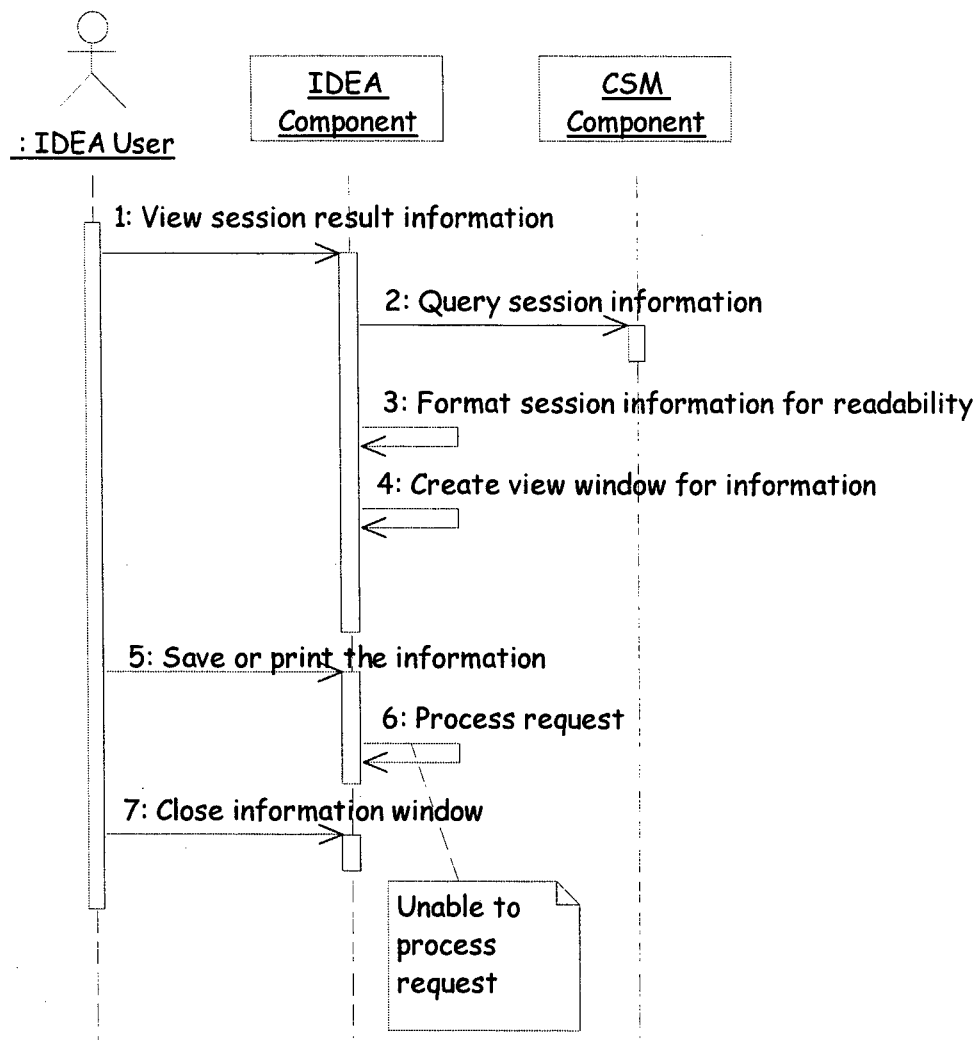 : IDEA User
IDEA
Component
CSM
Component
1: View session result information
2: Query session information
3: Format session information for readability
4: Create view window for information
5: Save or print the information
6: Process request
7: Close information window
Unable to
process
request